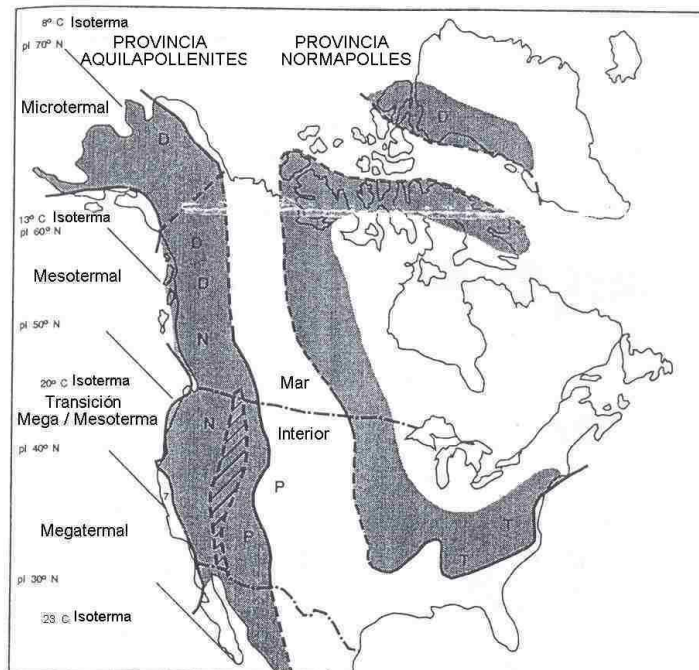 8º C Isoterma
pl 70º N
PROVINCIA
AQUILAPOLLENITES
PROVINCIA
NORMAPOLLES
Microtermal
D
D
13º C Isoterma
pl 60º N
D
Mesotermal
D
pl 50º N
N
20º C Isoterma
Transición
Mega / Mesoterma
Mar
N
Interior
pl 40º N
P
7
T
Megatermal
P
T
pl 30º N
23 C Isoterma